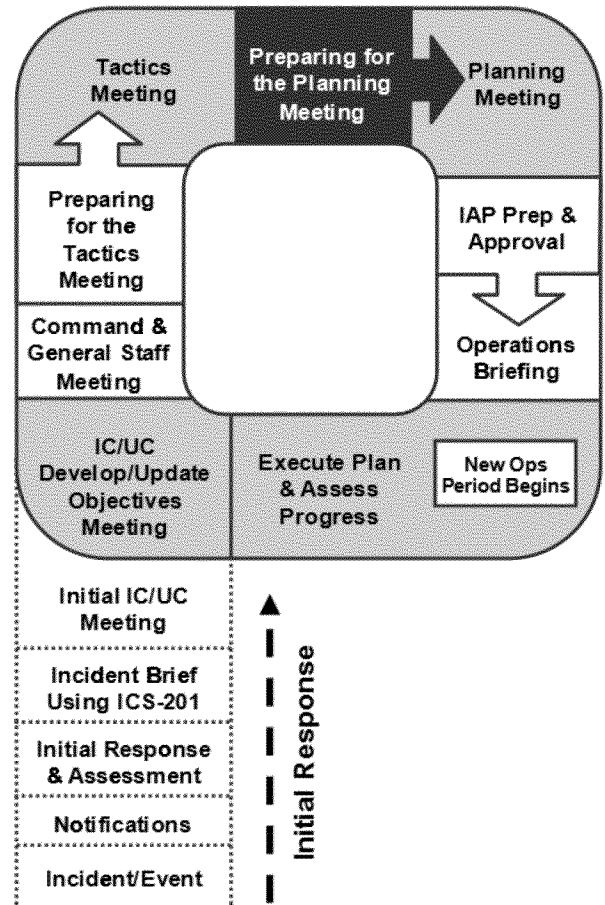 Tactics
Meeting
Preparing for
the Planning
Meeting
Planning
Meeting
Preparing
for the
Tactics
Meeting
IAP Prep &
Approval
Command &
General Staff
Meeting
Operations
Briefing
IC/UC
Develop/Update
Objectives
Meeting
Execute Plan
& Assess
Progress
New Ops
Period Begins
Initial IC/UC
Meeting
Incident Brief
Using ICS-201
Initial Response
& Assessment
Notifications
Incident/Event
Initial Response